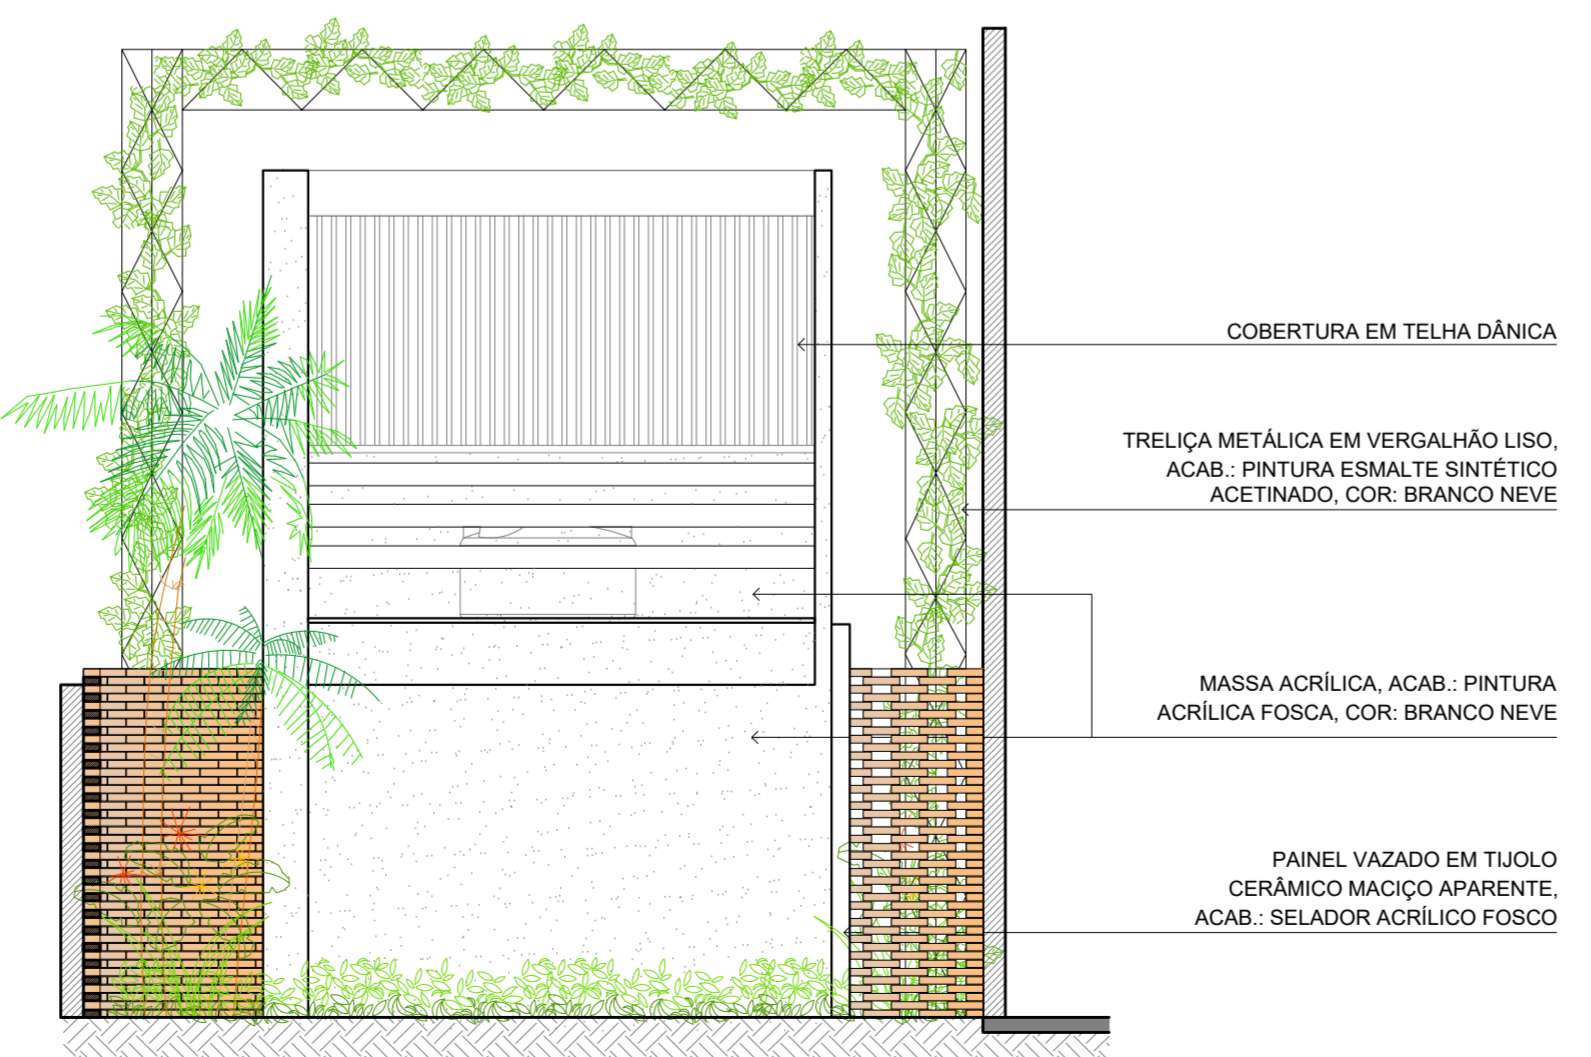 COBERTURA EM TELHA DÂNICA
TRELIÇA METÁLICA EM VERGALHÃO LISO,
ACAB.: PINTURA ESMALTE SINTÉTICO
ACETINADO, COR: BRANCO NEVE
MASSA ACRÍLICA, ACAB.: PINTURA
ACRÍLICA FOSCA, COR: BRANCO NEVE
PAINEL VAZADO EM TIJOLO
CERÂMICO MACIÇO APARENTE,
ACAB.: SELADOR ACRÍLICO FOSCO